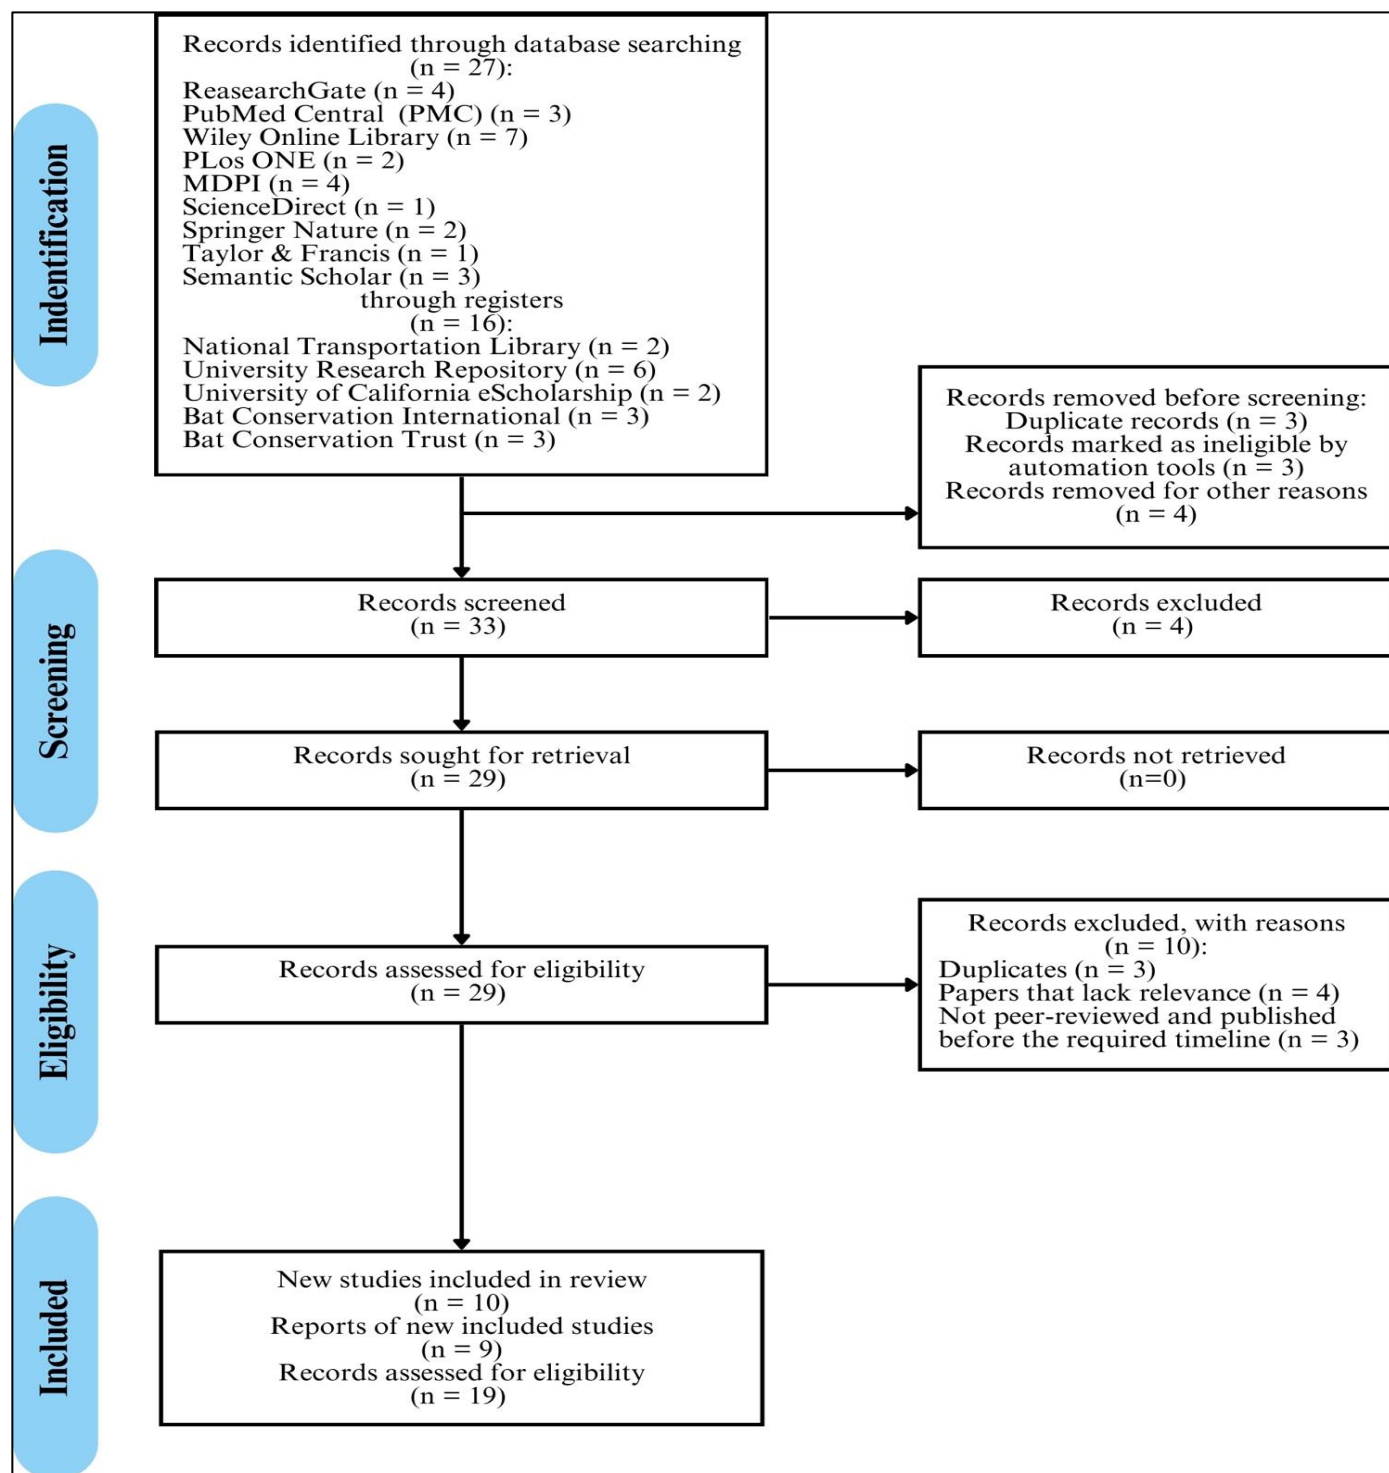 Indentification
Records identified through database searching
(n = 27):
ReasearchGate (n = 4)
PubMed Central (PMC) (n = 3)
Wiley Online Library (n = 7)
PLos ONE (n = 2)
MDPI (n = 4)
ScienceDirect (n = 1)
Springer Nature (n = 2)
Taylor & Francis (n = 1)
Semantic Scholar (n = 3)
through registers
(n = 16):
National Transportation Library (n = 2)
University Research Repository (n = 6)
University of California eScholarship (n = 2)
Bat Conservation International (n = 3)
Bat Conservation Trust (n = 3)
Records removed before screening:
Duplicate records (n = 3)
Records marked as ineligible by
automation tools (n = 3)
Records removed for other reasons
(n = 4)
Screening
Records screened
(n = 33)
Records excluded
(n = 4)
Records sought for retrieval
(n = 29)
Records not retrieved
(n=0)
Eligibility
Records assessed for eligibility
(n = 29)
Records excluded, with reasons
(n = 10):
Duplicates (n = 3)
Papers that lack relevance (n = 4)
Not peer-reviewed and published
before the required timeline (n = 3)
Included
New studies included in review
(n = 10)
Reports of new included studies
(n = 9)
Records assessed for eligibility
(n = 19)